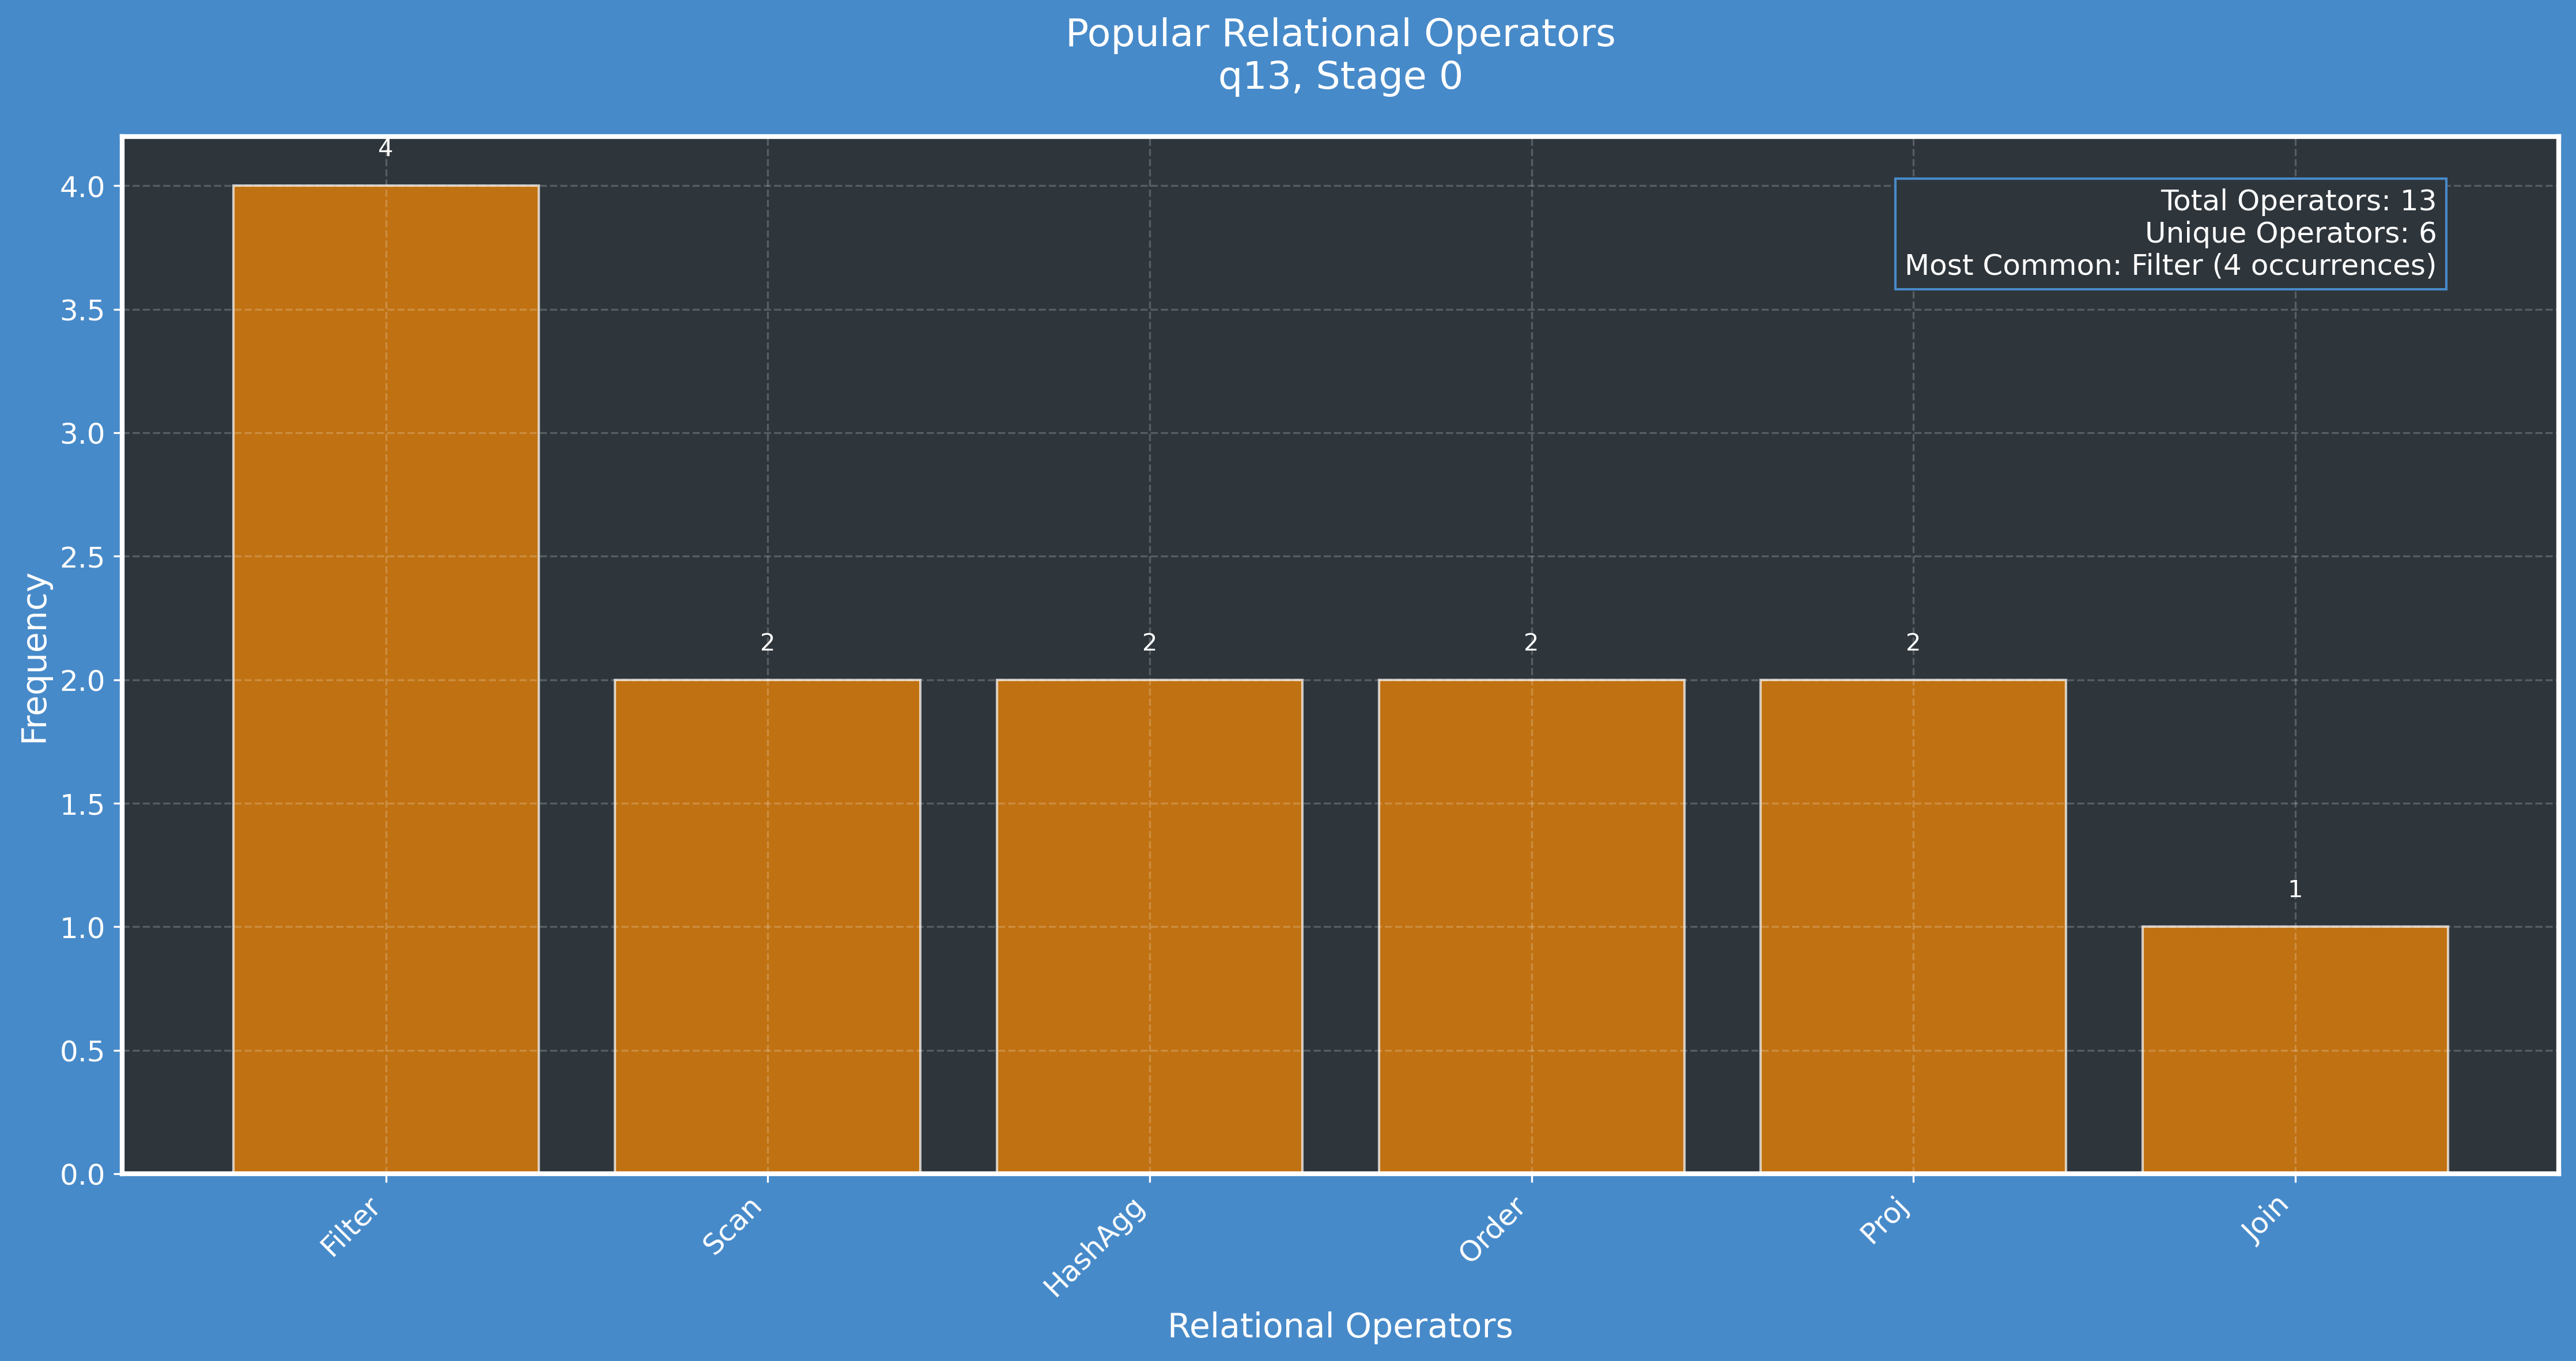 Popular Relational Operators
q13, Stage 0
4
4.0
Total Operators: 13
Unique Operators: 6
Most Common: Filter (4 occurrences)
3.5
3.0
2.5
2
2
2
2
2.0
1.5
1
1.0
0.5
0.0
Frequency
Filter
Scan
HashAgg
Order
Proj
Join
Relational Operators